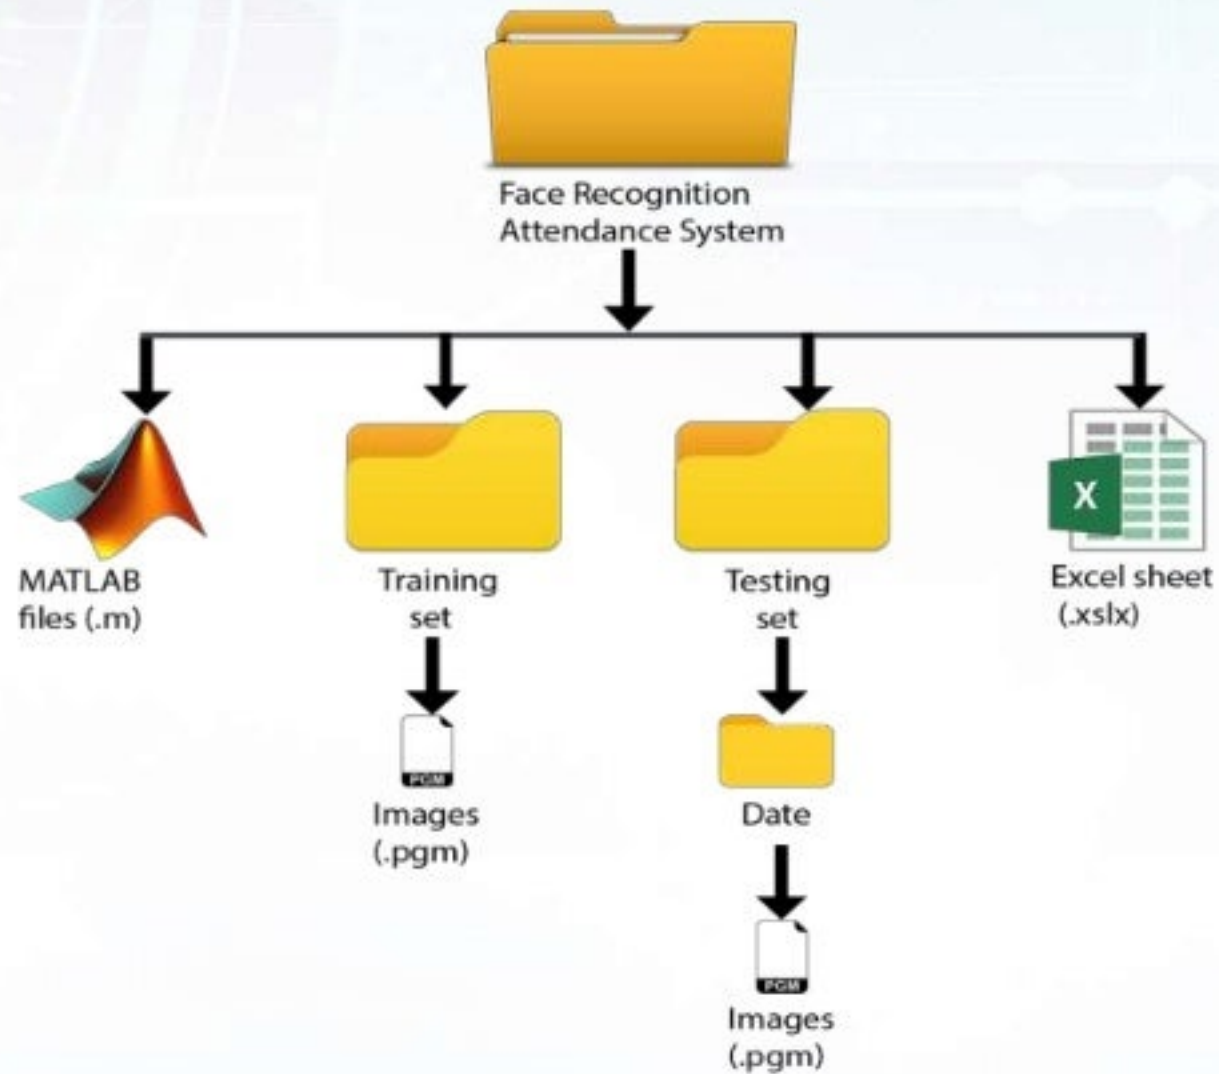 Face Recognition
Attendance System
X
MATLAB
files (.m)
Training
set
Testing
set
Excel sheet
(.xslx)
PGM
Images
(.pgm)
Date
PGM
Images
(.pgm)